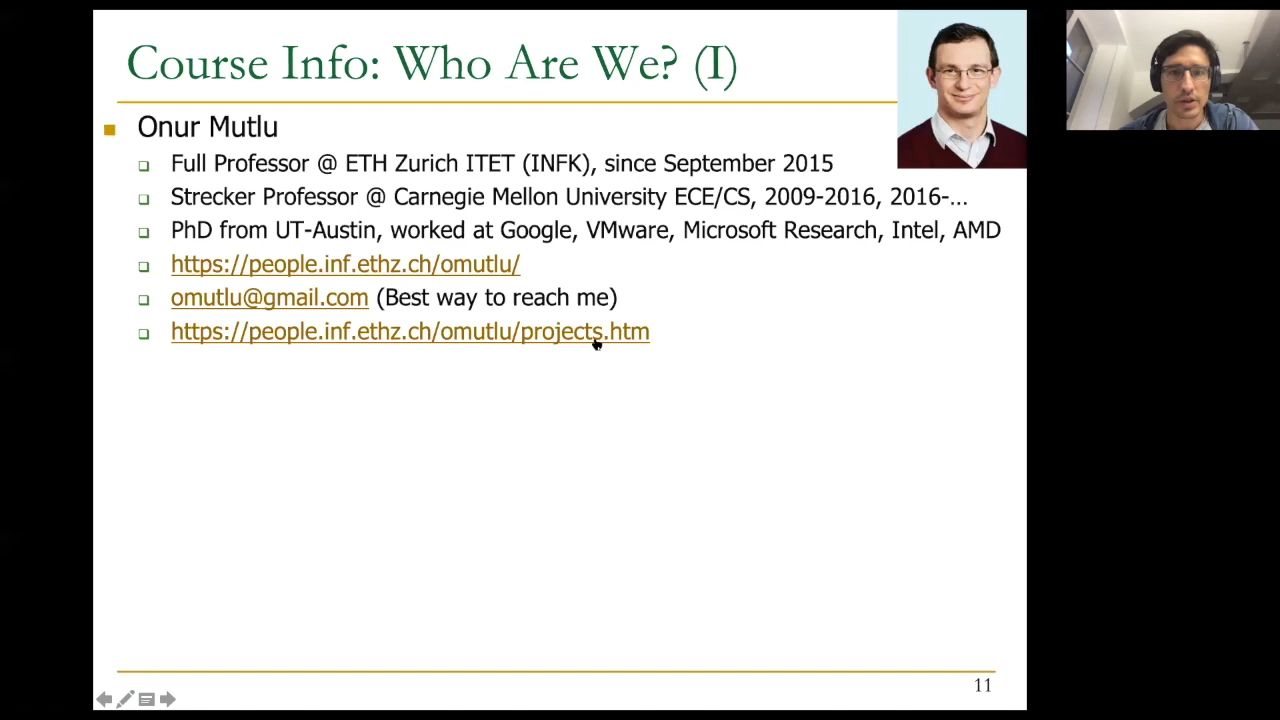 Course Info: Who Are We? (I)
Onur Mutlu
Full Professor @ ETH Zurich ITET (INFK), since September 2015
Strecker Professor @ Carnegie Mellon University ECE/CS, 2009-2016, 2016-...
PhD from UT-Austin, worked at Google, VMware, Microsoft Research, Intel, AMD
https://people.inf.ethz.ch/omutlu/
omutlu@gmail.com (Best way to reach me)
https://people.inf.ethz.ch/omutlu/projects.htm
11